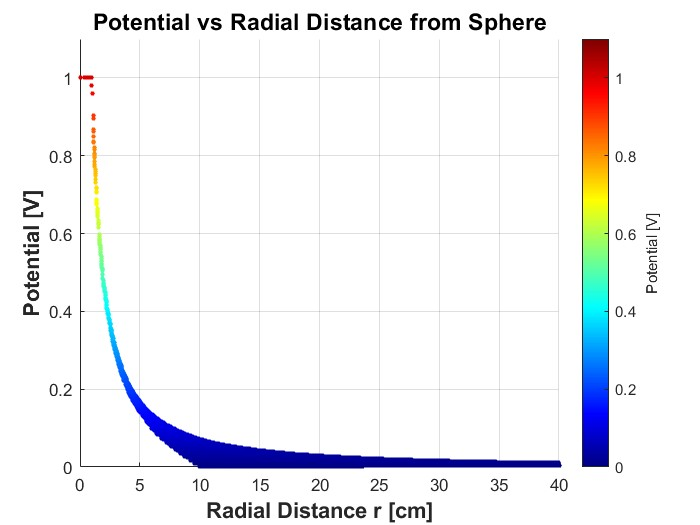 Potential vs Radial Distance from Sphere
1
0.8
0.6
0.4
0.2
0
Potential [V]
0 5 10 15 20 25 30 35 40
Radial Distance r [cm]
1
0.8
0.6
0.4
0.2
0
Potential [V]